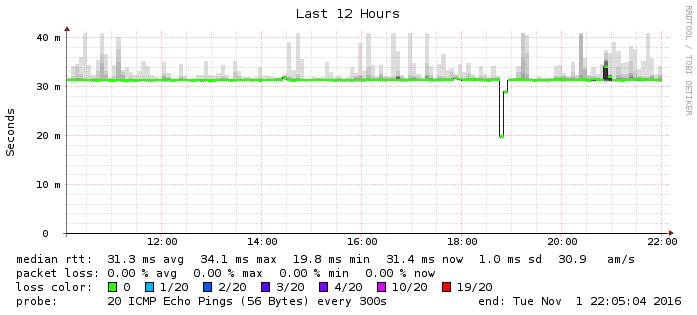 Last 12 Hours
RRDTOOL / TOBI OETIKER
Seconds
40 m
30 m
20 m
10 m
0
12:00 14:00 16:00 18:00 20:00 22:00
median rtt: 31.3 ms avg 34.1 ms max 19.8 ms min 31.4 ms now 1.0 ms sd 30.9 am/s
packet loss: 0.00 % avg 0.00 % max 0.00 % min 0.00 % now
loss color: 0 1/20 2/20 3/20 4/20 10/20 19/20
probe: 20 ICMP Echo Pings (56 Bytes) every 300s end: Tue Nov 1 22:05:04 2016